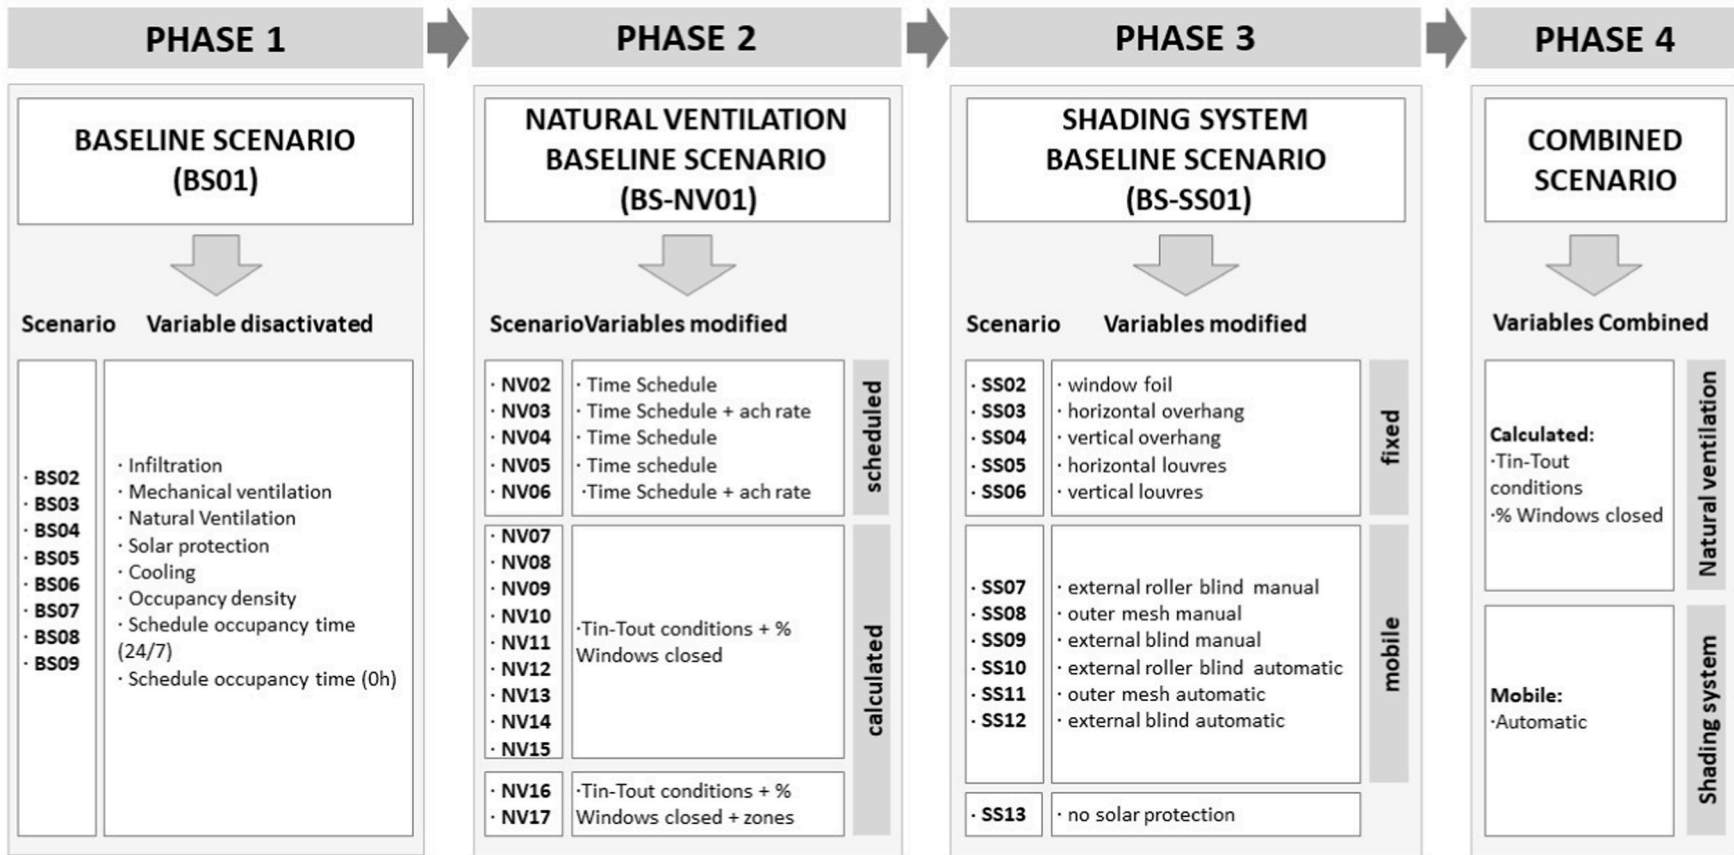 PHASE 1
PHASE 2
PHASE 3
PHASE 4
BASELINE SCENARIO
(BS01)
Scenario
Variable disactivated
· BS02
· BS03
· BS04
· BS05
· BS06
· BS07
· BS08
· BS09
· Infiltration
· Mechanical ventilation
· Natural Ventilation
· Solar protection
· Cooling
· Occupancy density
· Schedule occupancy time
(24/7)
· Schedule occupancy time (0h)
NATURAL VENTILATION
BASELINE SCENARIO
(BS-NV01)
Scenario
Variables modified
· NV02
· NV03
· NV04
· NV05
· NV06
· Time Schedule
· Time Schedule + ach rate
· Time Schedule
· Time schedule
·Time Schedule + ach rate
scheduled
· NV07
· NV08
· NV09
· NV10
· NV11
· NV12
· NV13
· NV14
· NV15
·Tin-Tout conditions + %
Windows closed
· NV16
· NV17
·Tin-Tout conditions + %
Windows closed + zones
calculated
SHADING SYSTEM
BASELINE SCENARIO
(BS-SS01)
Scenario
Variables modified
· SS02
· SS03
· SS04
· SS05
· SS06
· window foil
· horizontal overhang
· vertical overhang
· horizontal louvres
· vertical louvres
fixed
· SS07
· SS08
· SS09
· SS10
· SS11
· SS12
· external roller blind manual
· outer mesh manual
· external blind manual
· external roller blind automatic
· outer mesh automatic
· external blind automatic
mobile
· SS13
· no solar protection
COMBINED
SCENARIO
Variables Combined
Calculated:
·Tin-Tout
conditions
·% Windows closed
Natural ventilation
Mobile:
·Automatic
Shading system